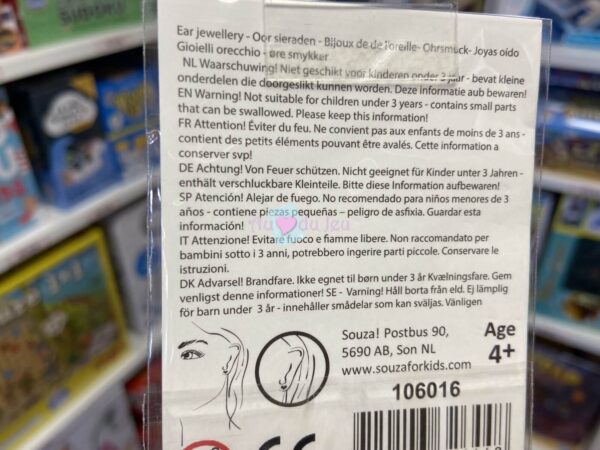 Ear jewellery - Oor sieraden - Bijoux de de l'oreille- Ohrsmuck- Joyas oído
Gioielli orecchio - øre smykker
NL Waarschuwing! Niet geschikt voor kinderen onder 3 jaar - bevat kleine
onderdelen die doorgeslikt kunnen worden. Deze informatie aub bewaren!
EN Warning! Not suitable for children under 3 years - contains small parts
that can be swallowed. Please keep this information!
FR Attention! Éviter du feu. Ne convient pas aux enfants de moins de 3 ans -
contient des petits éléments pouvant être avalés. Cette information a
conserver svp!
DE Achtung! Von Feuer schützen. Nicht geeignet für Kinder unter 3 Jahren -
enthält verschluckbare Kleinteile. Bitte diese Information aufbewaren!
SP Atención! Alejar de fuego. No recomendado para niños menores de 3
años - contiene piezas pequeñas – peligro de asfixia. Guardar esta
información!
Au du Jeu
IT Attenzione! Evitare fuoco e fiamme libere. Non raccomandato per
bambini sotto i 3 anni, potrebbero ingerire parti piccole. Conservare le
istruzioni.
DK Advarsel! Brandfare. Ikke egnet til børn under 3 år Kvælningsfare. Gem
venligst denne informationer! SE - Varning! Håll borta från eld. Ej lämplig
för barn under 3 år - innehåller smådelar som kan sväljas. Vänligen
Souza! Postbus 90,
5690 AB, Son NL
www.souzaforkids.com
Age
4+
106016
CE